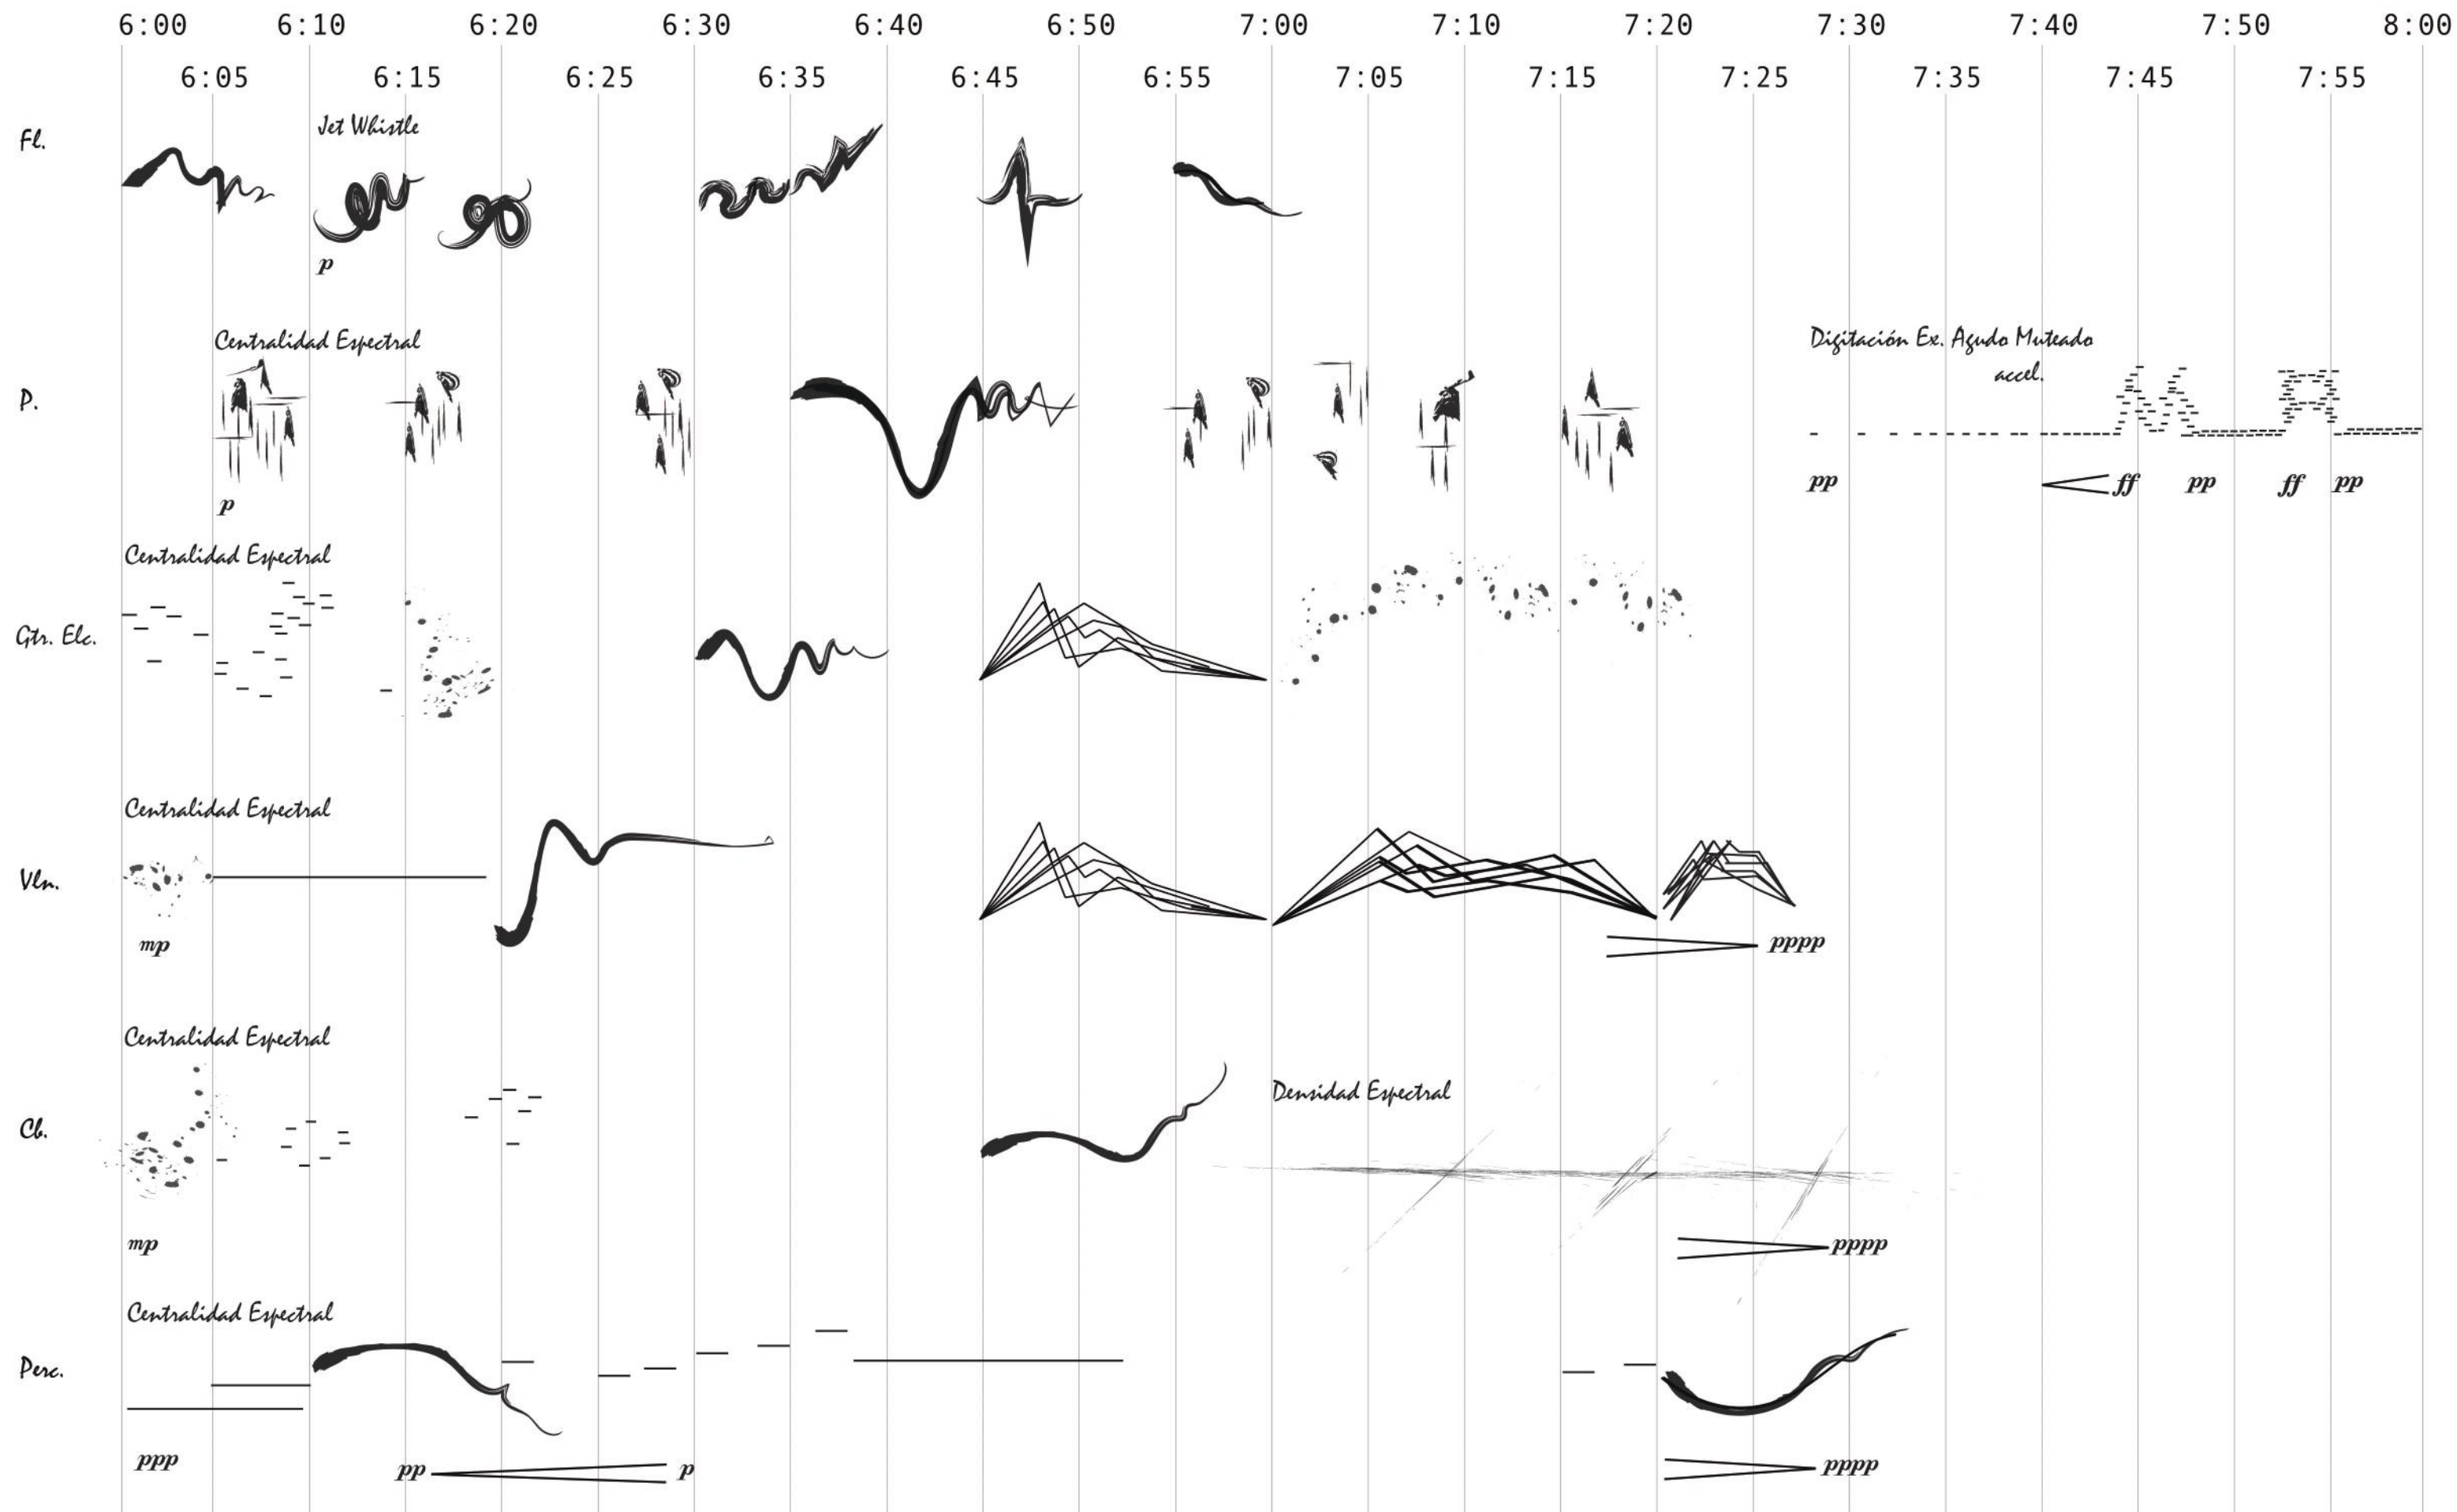 6:00 6:10 6:20 6:30 6:40 6:50 7:00 7:10 7:20 7:30 7:40 7:50 8:00
6:05 6:15 6:25 6:35 6:45 6:55 7:05 7:15 7:25 7:35 7:45 7:55
Fl.
Jet Whistle
p
Centralidad Espectral
Digitación Ex. Agudo Muteado
accel.
P.
p
pp ff pp ff pp
Centralidad Espectral
Gtr. Elc.
Centralidad Espectral
Vln.
mp
pppp
Centralidad Espectral
Densidad Espectral
Cb.
mp
pppp
Centralidad Espectral
Perc.
ppp
pp p
pppp